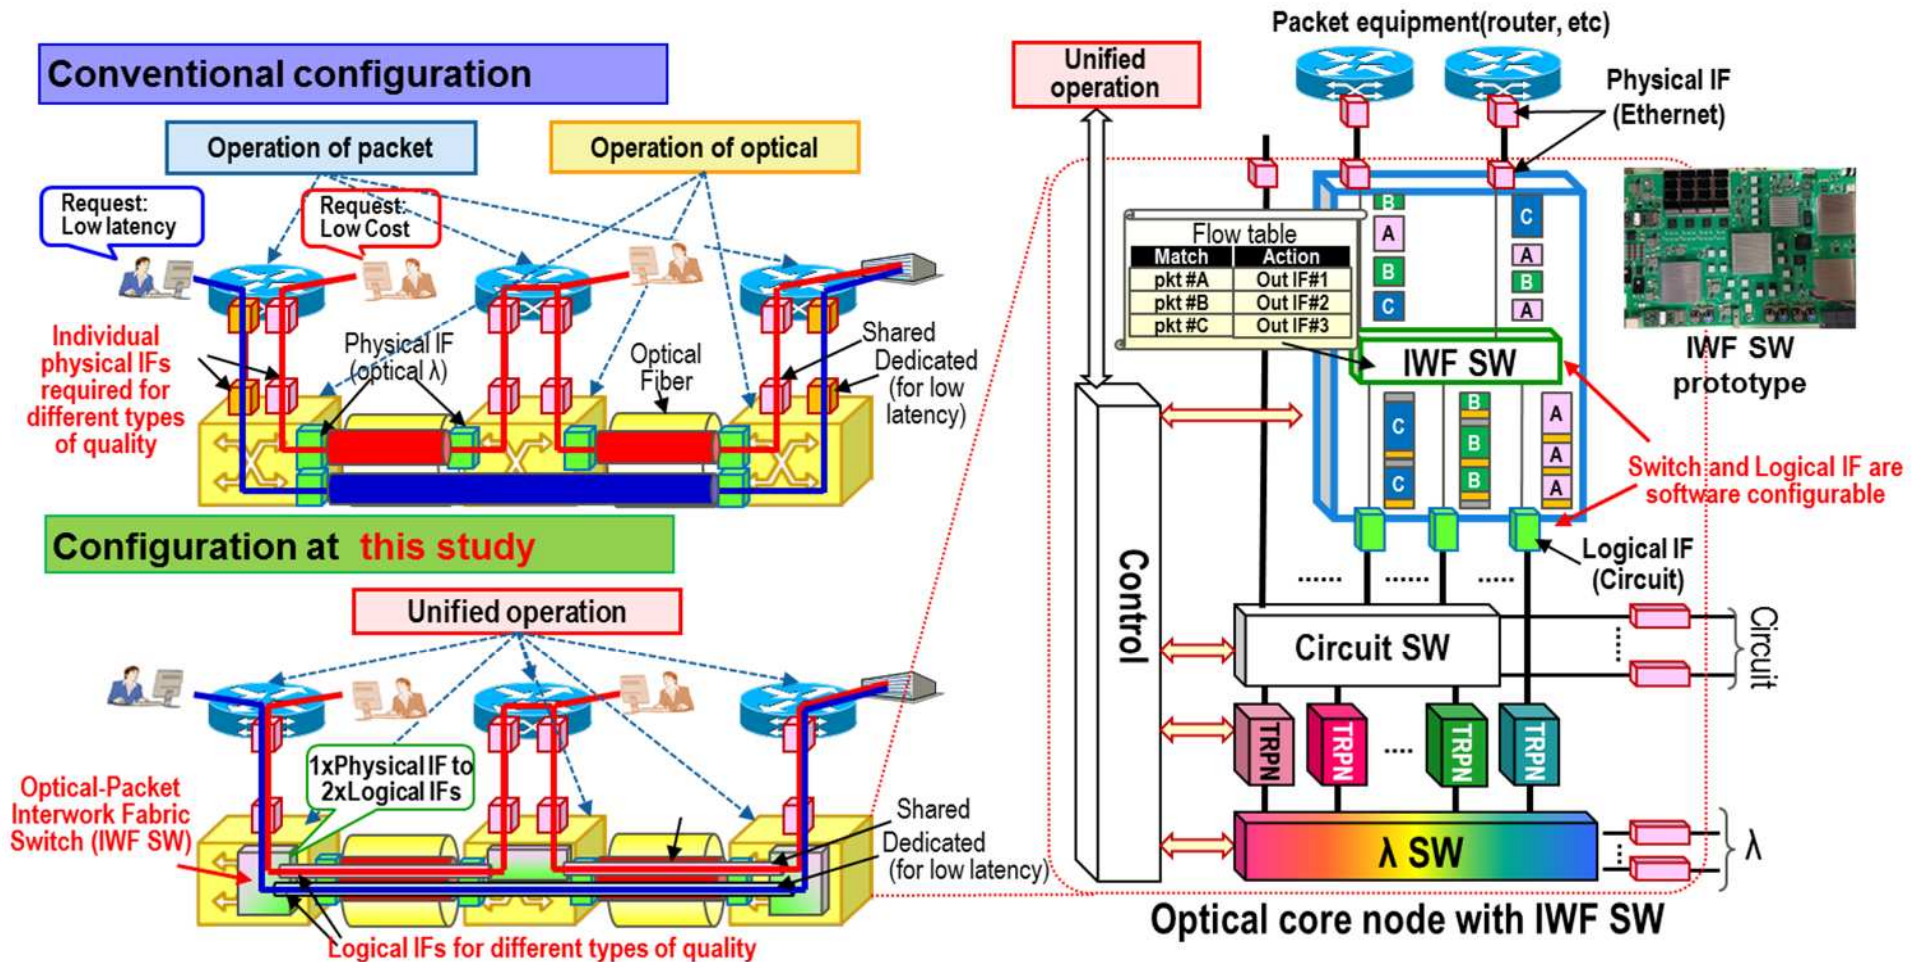 Conventional configuration
Operation of packet
Operation of optical
Request:
Low latency
Request:
Low Cost
Individual
physical IFs
required for
different types
of quality
Physical IF
(optical λ)
Optical
Fiber
Shared
Dedicated
(for low
latency)
Configuration at this study
Unified operation
1xPhysical IF to
2xLogical IFs
Optical-Packet
Interwork Fabric
Switch (IWF SW)
Shared
Dedicated
(for low latency)
Logical IFs for different types of quality
Packet equipment(router, etc)
Unified
operation
Physical IF
(Ethernet)
Flow table
Match Action
pkt #A Out IF#1
pkt #B Out IF#2
pkt #C Out IF#3
B
A
B
C
C
A
B
A
IWF SW
IWF SW
prototype
C
C
B
B
B
A
A
A
Switch and Logical IF are
software configurable
Logical IF
(Circuit)
......
......
.....
Control
Circuit SW
Circuit
TRPN
TRPN
....
TRPN
TRPN
λ SW
λ
Optical core node with IWF SW